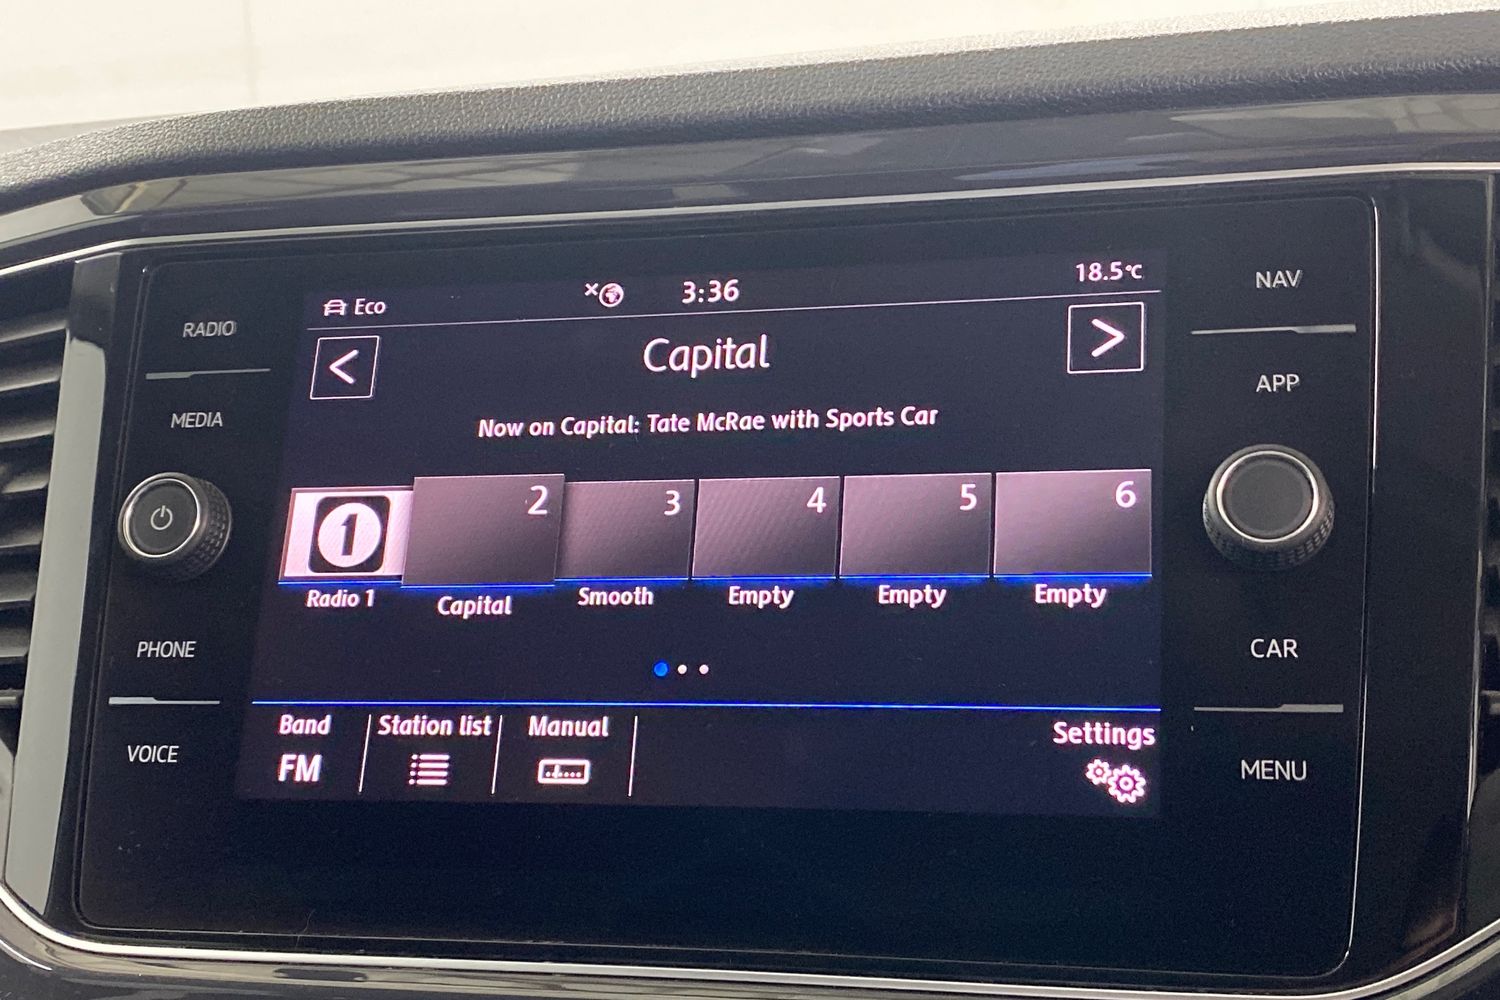 Eco 3:36 18.5°C
< Capital >
Now on Capital: Tate McRae with Sports Car
1 2 3 4 5 6
Radio 1 Capital Smooth Empty Empty Empty
Band Station list Manual Settings
FM
RADIO
MEDIA
PHONE
VOICE
NAV
APP
CAR
MENU